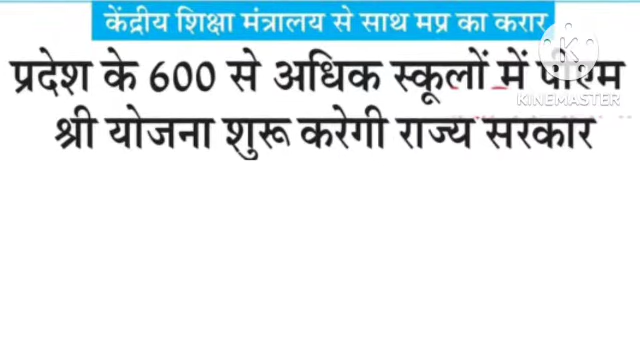 केंद्रीय शिक्षा मंत्रालय से साथ मप्र का करार
प्रदेश के 600 से अधिक स्कूलों में पीएम
श्री योजना शुरू करेगी राज्य सरकार
KINEMASTER